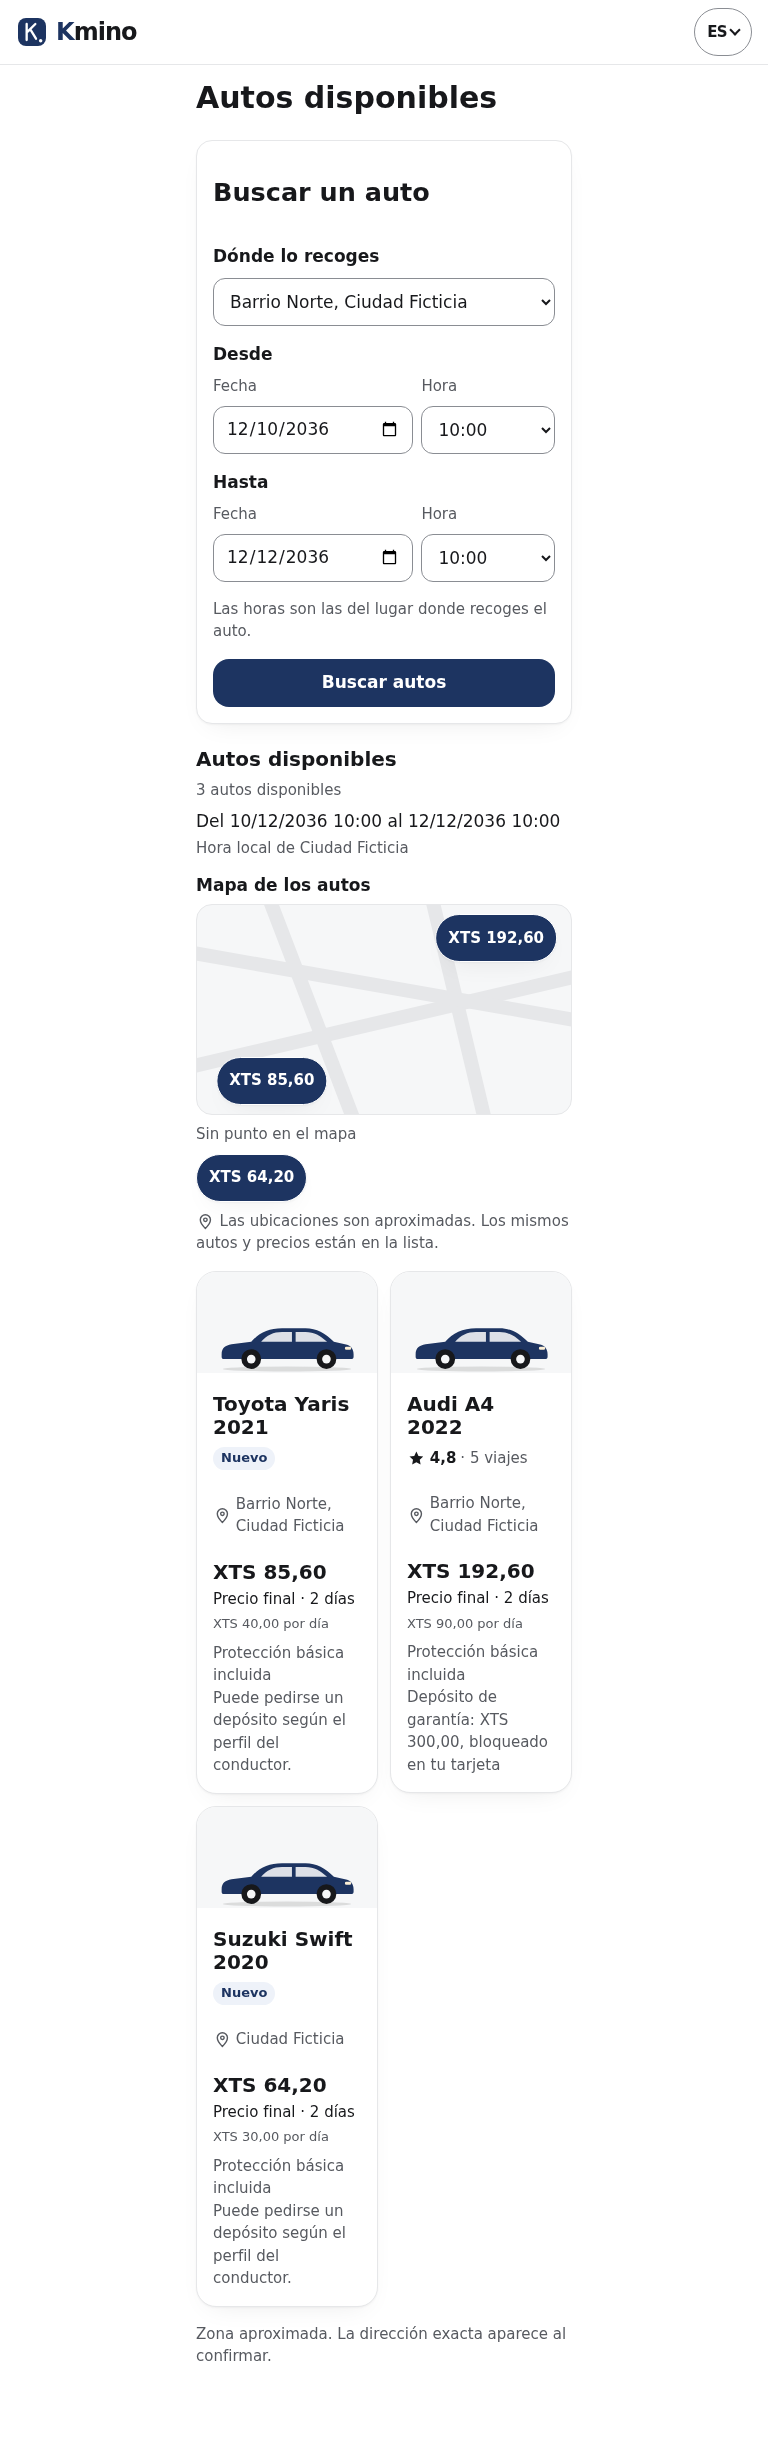 Kmino
ES
Autos disponibles
Buscar un auto
Dónde lo recoges
Barrio Norte, Ciudad Ficticia
Desde
Fecha
Hora
12/10/2036
10:00
Hasta
Fecha
Hora
12/12/2036
10:00
Las horas son las del lugar donde recoges el
auto.
Buscar autos
Autos disponibles
3 autos disponibles
Del 10/12/2036 10:00 al 12/12/2036 10:00
Hora local de Ciudad Ficticia
Mapa de los autos
XTS 192,60
XTS 85,60
Sin punto en el mapa
XTS 64,20
Las ubicaciones son aproximadas. Los mismos
autos y precios están en la lista.
Toyota Yaris
2021
Nuevo
Barrio Norte,
Ciudad Ficticia
XTS 85,60
Precio final · 2 días
XTS 40,00 por día
Protección básica
incluida
Puede pedirse un
depósito según el
perfil del
conductor.
Audi A4
2022
4,8 · 5 viajes
Barrio Norte,
Ciudad Ficticia
XTS 192,60
Precio final · 2 días
XTS 90,00 por día
Protección básica
incluida
Depósito de
garantía: XTS
300,00, bloqueado
en tu tarjeta
Suzuki Swift
2020
Nuevo
Ciudad Ficticia
XTS 64,20
Precio final · 2 días
XTS 30,00 por día
Protección básica
incluida
Puede pedirse un
depósito según el
perfil del
conductor.
Zona aproximada. La dirección exacta aparece al
confirmar.